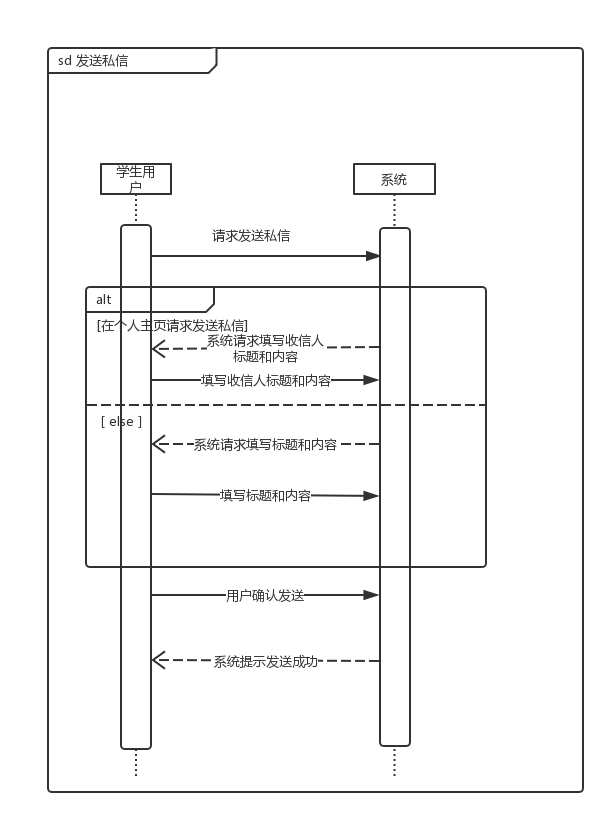 sd 发送私信
学生用
户
系统
请求发送私信
alt
[在个人主页请求发送私信]
系统请求填写收信人
标题和内容
填写收信人标题和内容
[ else ]
系统请求填写标题和内容
填写标题和内容
用户确认发送
系统提示发送成功